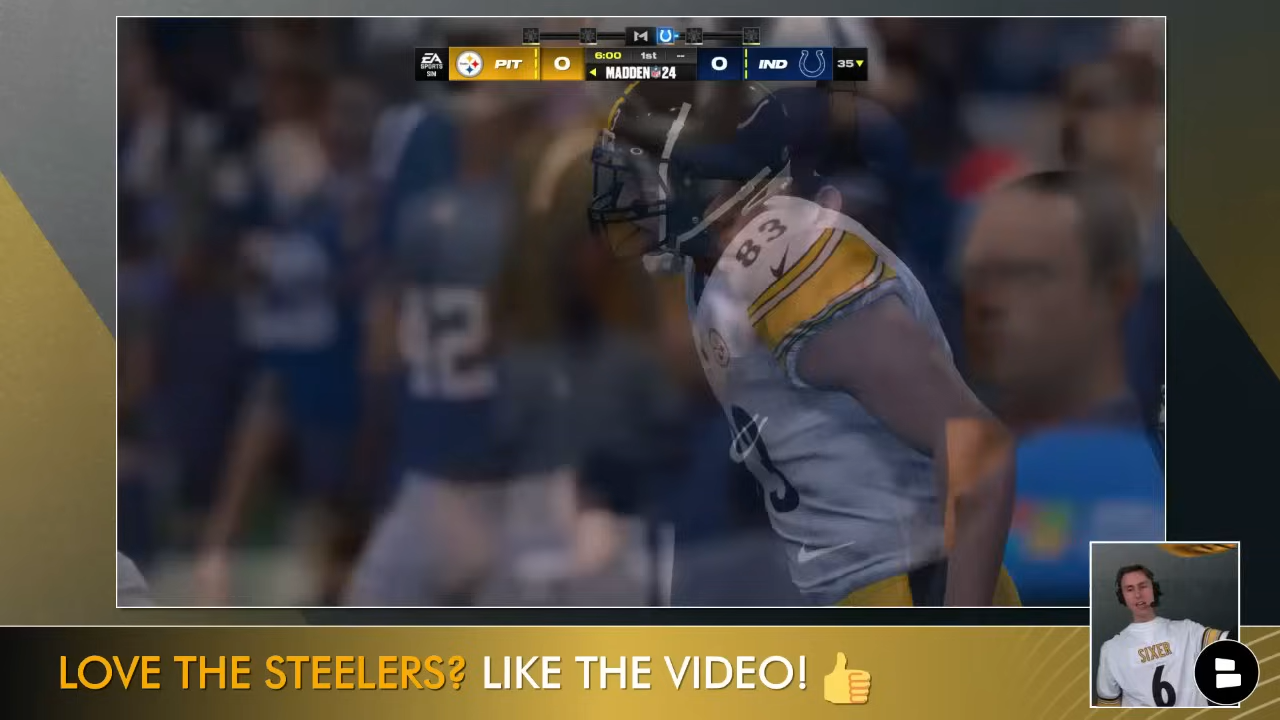 EA
SPORTS
SIM
PIT 0 6:00 1st -- 0 IND 35
MADDEN NFL 24
83
42
SIXER
6
LOVE THE STEELERS? LIKE THE VIDEO!